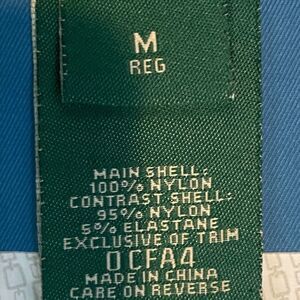 M
REG
MAIN SHELL:
100% NYLON
CONTRAST SHELL:
95% NYLON
5% ELASTANE
EXCLUSIVE OF TRIM
0CFA4
MADE IN CHINA
CARE ON REVERSE